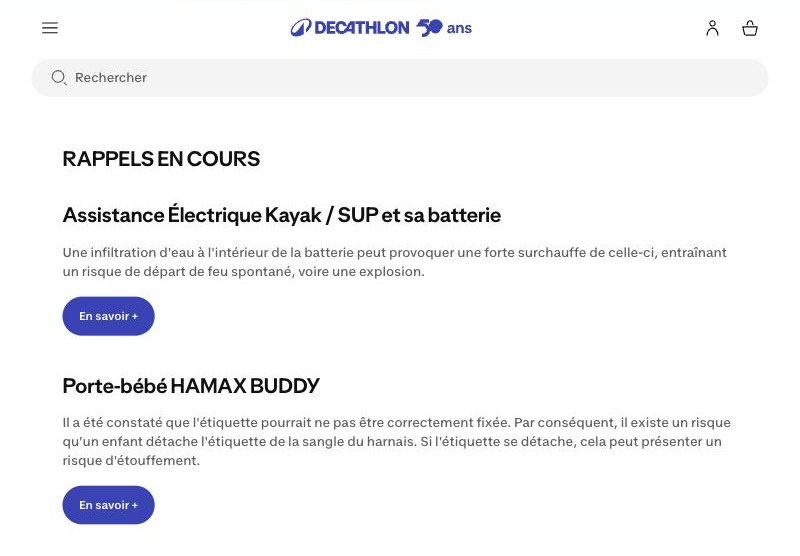 DECATHLON 50 ans
Rechercher
RAPPELS EN COURS
Assistance Électrique Kayak / SUP et sa batterie
Une infiltration d'eau à l'intérieur de la batterie peut provoquer une forte surchauffe de celle-ci, entraînant
un risque de départ de feu spontané, voire une explosion.
En savoir +
Porte-bébé HAMAX BUDDY
Il a été constaté que l'étiquette pourrait ne pas être correctement fixée. Par conséquent, il existe un risque
qu'un enfant détache l'étiquette de la sangle du harnais. Si l'étiquette se détache, cela peut présenter un
risque d'étouffement.
En savoir +